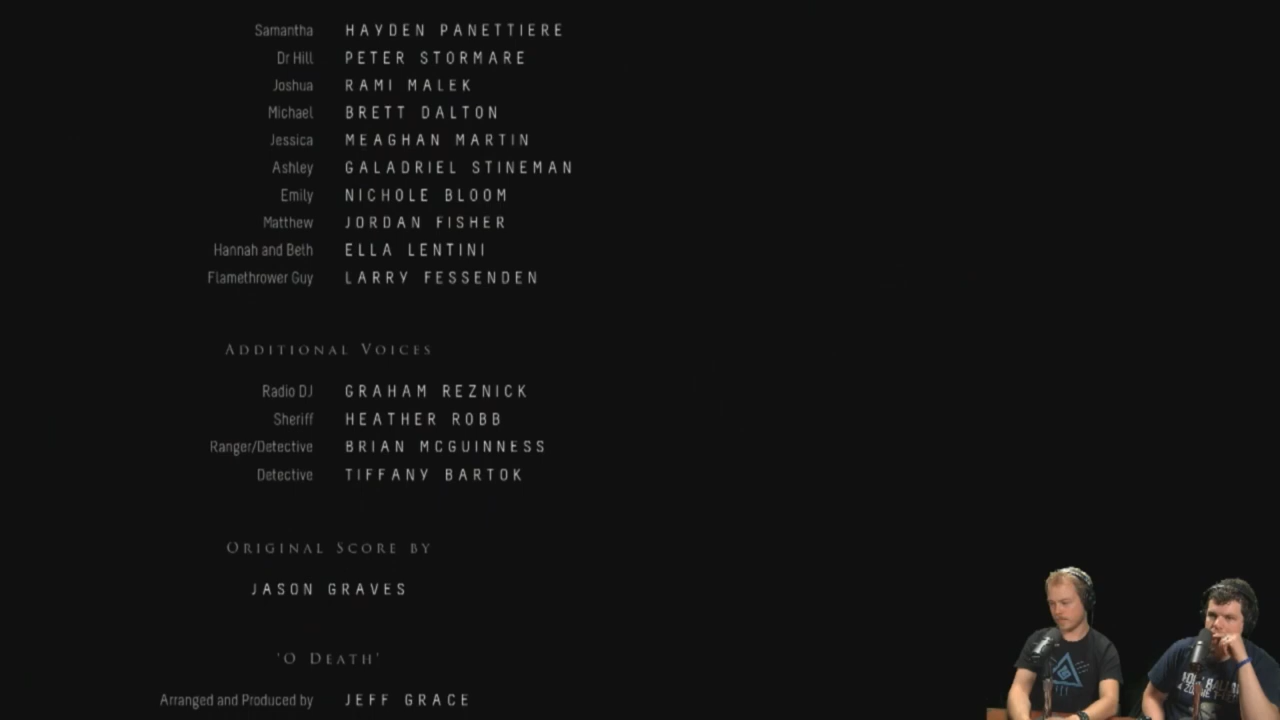 Samantha HAYDEN PANETTIERE
Dr Hill PETER STORMARE
Joshua RAMI MALEK
Michael BRETT DALTON
Jessica MEAGHAN MARTIN
Ashley GALADRIEL STINEMAN
Emily NICHOLE BLOOM
Matthew JORDAN FISHER
Hannah and Beth ELLA LENTINI
Flamethrower Guy LARRY FESSENDEN
ADDITIONAL VOICES
Radio DJ GRAHAM REZNICK
Sheriff HEATHER ROBB
Ranger/Detective BRIAN MCGUINNESS
Detective TIFFANY BARTOK
ORIGINAL SCORE BY
JASON GRAVES
'O DEATH'
Arranged and Produced by JEFF GRACE